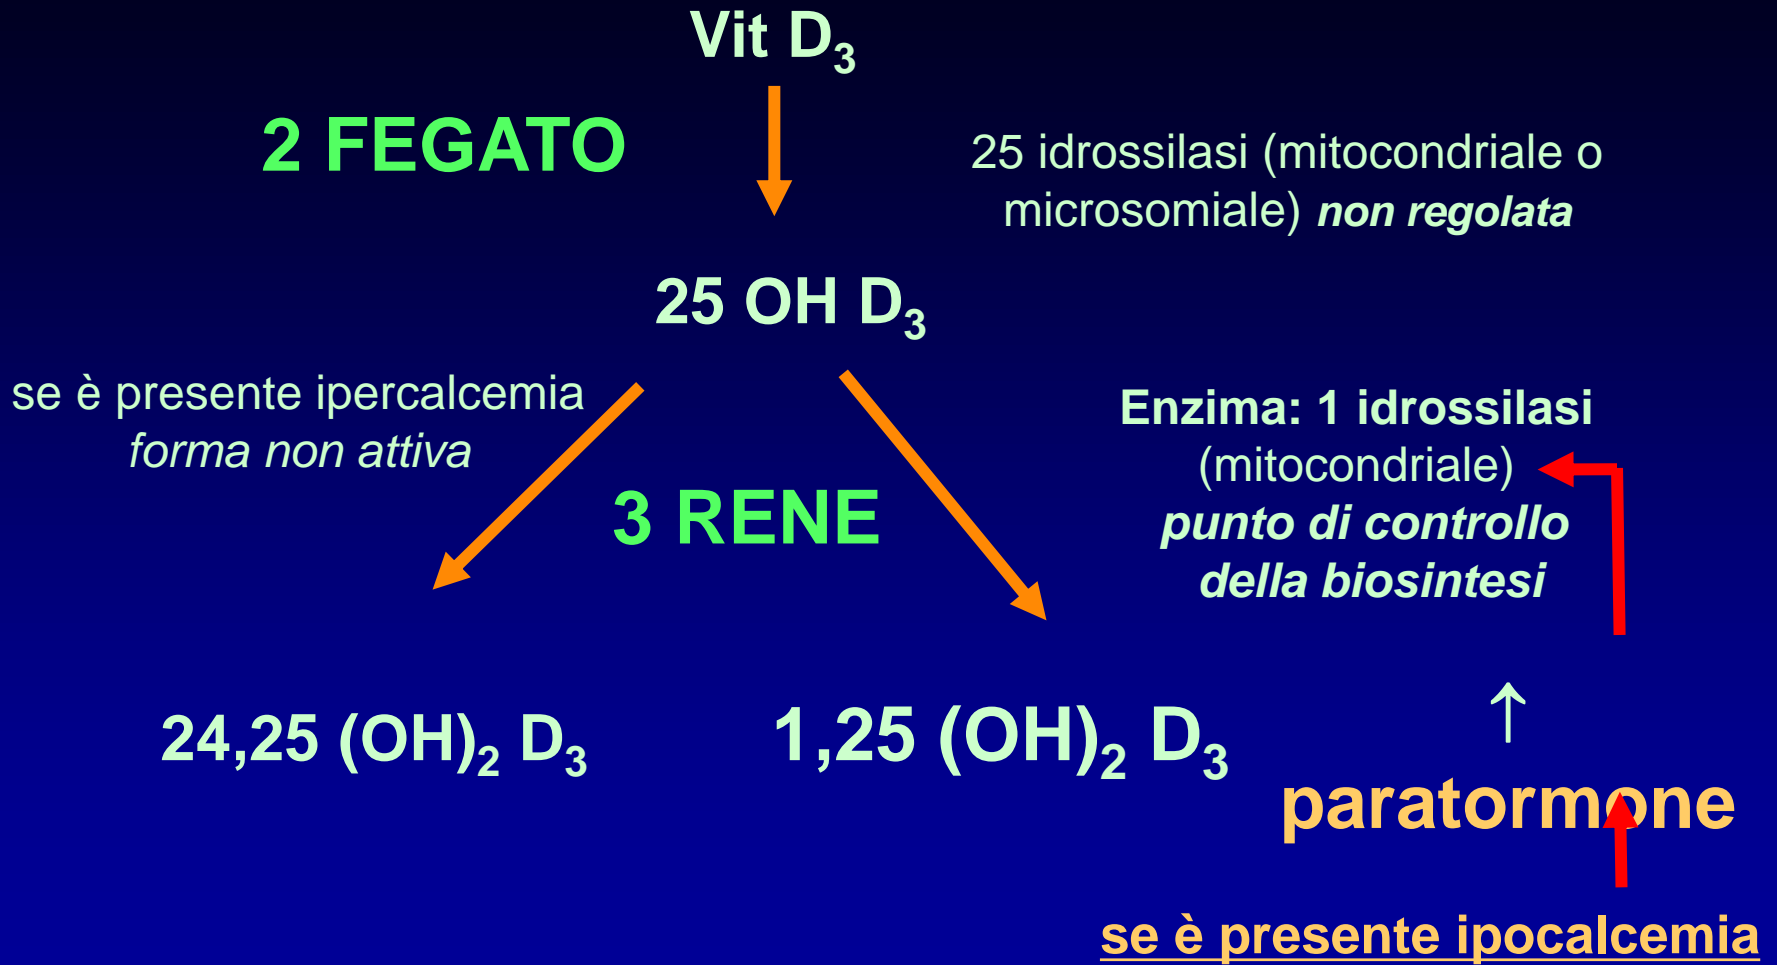 Vit D₃
2 FEGATO
25 idrossilasi (mitocondriale o
microsomiale) non regolata
25 OH D₃
se è presente ipercalcemia
forma non attiva
Enzima: 1 idrossilasi
(mitocondriale)
punto di controllo
della biosintesi
3 RENE
24,25 (OH)₂ D₃
1,25 (OH)₂ D₃
↑
paratormone
se è presente ipocalcemia